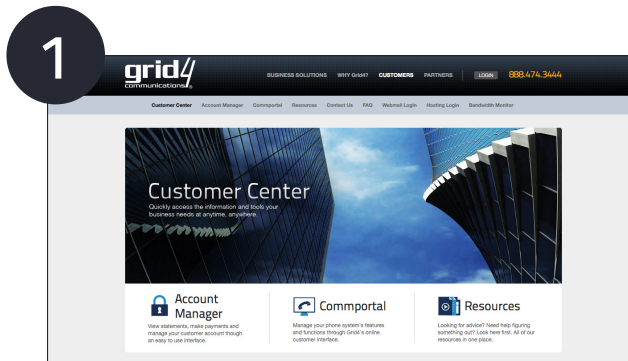 1
grid4
communications®
BUSINESS SOLUTIONS WHY Grid4? CUSTOMERS PARTNERS LOGIN 888.474.3444
Customer Center Account Manager Commportal Resources Contact Us FAQ Webmail Login Hosting Login Bandwidth Monitor
Customer Center
Quickly access the information and tools your
business needs at anytime, anywhere.
Account
Manager
View statements, make payments and
manage your customer account though
an easy to use interface.
Commportal
Manage your phone system's features
and functions through Grid4's online
customer interface.
Resources
Looking for advice? Need help figuring
something out? Look here first. All of our
resources in one place.